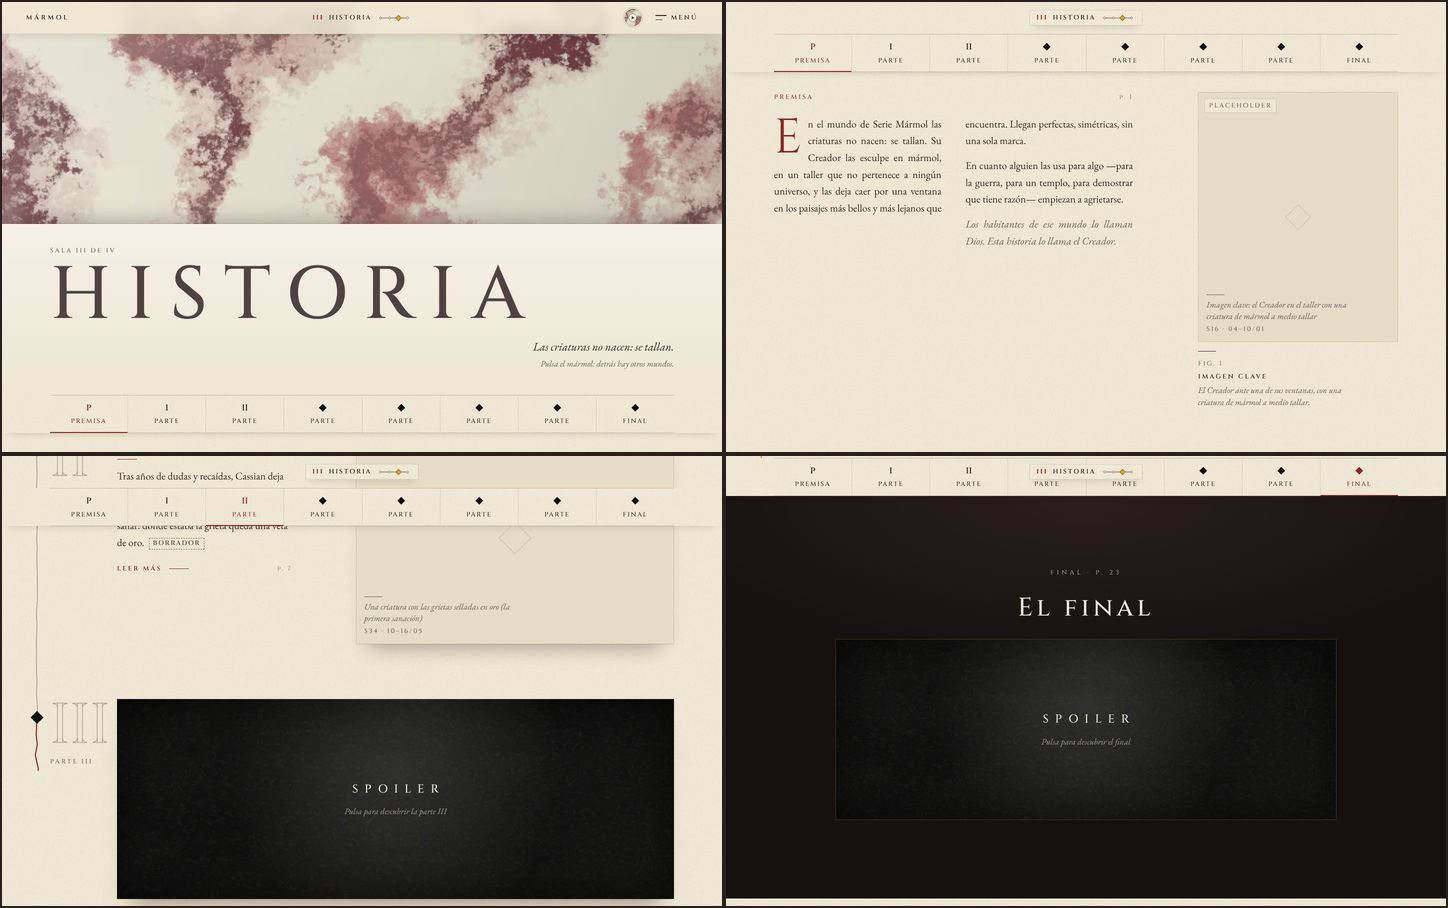 MÁRMOL
III HISTORIA
MENÚ
SALA III DE IV
HISTORIA
Las criaturas no nacen: se tallan.
Pulsa el mármol: detrás hay otros mundos.
P I II
PREMISA PARTE PARTE PARTE PARTE PARTE PARTE FINAL
III HISTORIA
P I II
PREMISA PARTE PARTE PARTE PARTE PARTE PARTE FINAL
PREMISA
P. 1
En el mundo de Serie Mármol las
criaturas no nacen: se tallan. Su
Creador las esculpe en mármol,
en un taller que no pertenece a ningún
universo, y las deja caer por una ventana
en los paisajes más bellos y más lejanos que
encuentra. Llegan perfectas, simétricas, sin
una sola marca.
En cuanto alguien las usa para algo —para
la guerra, para un templo, para demostrar
que tiene razón— empiezan a agrietarse.
Los habitantes de ese mundo lo llaman
Dios. Esta historia lo llama el Creador.
PLACEHOLDER
Imagen clave: el Creador en el taller con una
criatura de mármol a medio tallar
S16 · 04–10/01
FIG. 1
IMAGEN CLAVE
El Creador ante una de sus ventanas, con una
criatura de mármol a medio tallar.
II
Tras años de dudas y recaídas, Cassian deja
III HISTORIA
P I II
PREMISA PARTE PARTE PARTE PARTE PARTE PARTE FINAL
sanar: donde estaba la grieta queda una veta
de oro. BORRADOR
LEER MÁS
P. 7
Una criatura con las grietas selladas en oro (la
primera sanación)
S34 · 10–16/05
III
PARTE III
SPOILER
Pulsa para descubrir la parte III
III HISTORIA
P I II
PREMISA PARTE PARTE PARTE PARTE PARTE PARTE FINAL
FINAL · P. 23
EL FINAL
SPOILER
Pulsa para descubrir el final